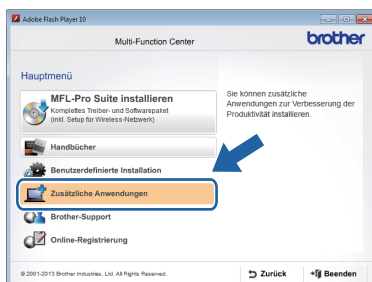 Adobe Flash Player 10
Multi-Function Center
brother
Hauptmenü
MFL-Pro Suite installieren
Komplettes Treiber- und Softwarepaket
(inkl. Setup für Wireless-Netzwerk)
Sie können zusätzliche
Anwendungen zur Verbesserung der
Produktivität installieren.
Handbücher
Benutzerdefinierte Installation
Zusätzliche Anwendungen
Brother-Support
Online-Registrierung
© 2001-2013 Brother Industries, Ltd. All Rights Reserved.
Zurück
Beenden